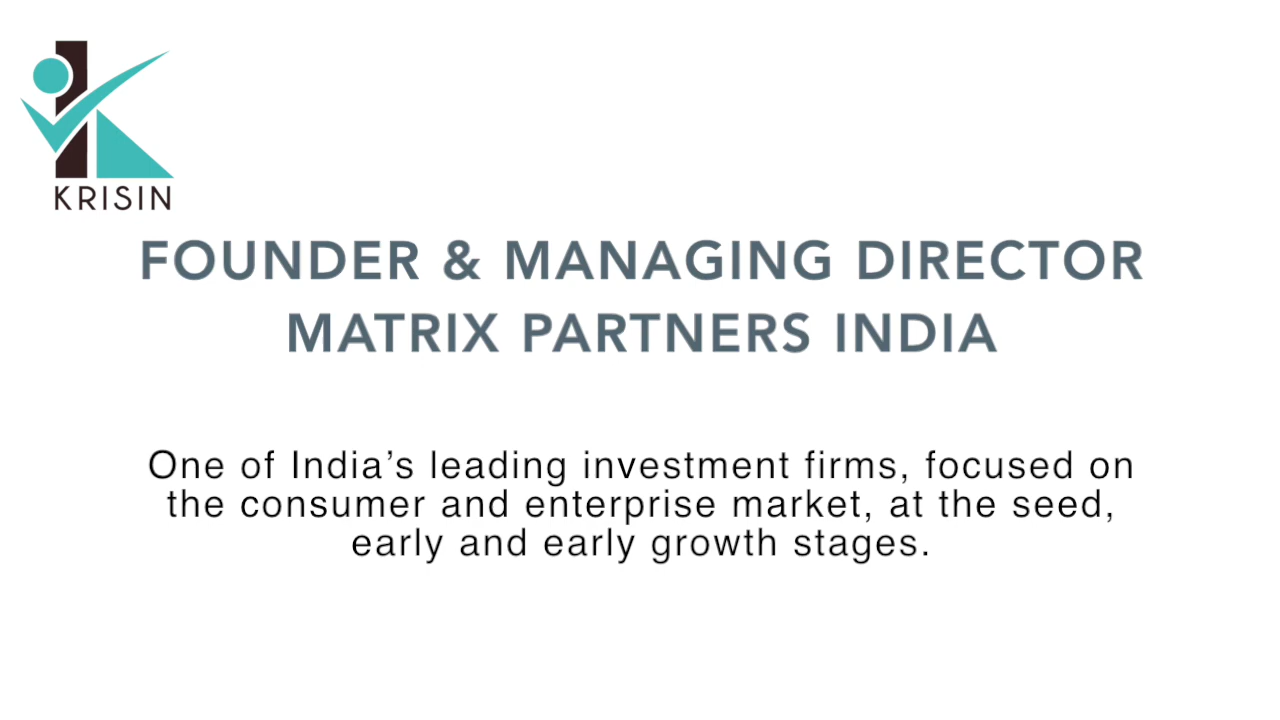 KRISIN
FOUNDER & MANAGING DIRECTOR
MATRIX PARTNERS INDIA
One of India’s leading investment firms, focused on
the consumer and enterprise market, at the seed,
early and early growth stages.